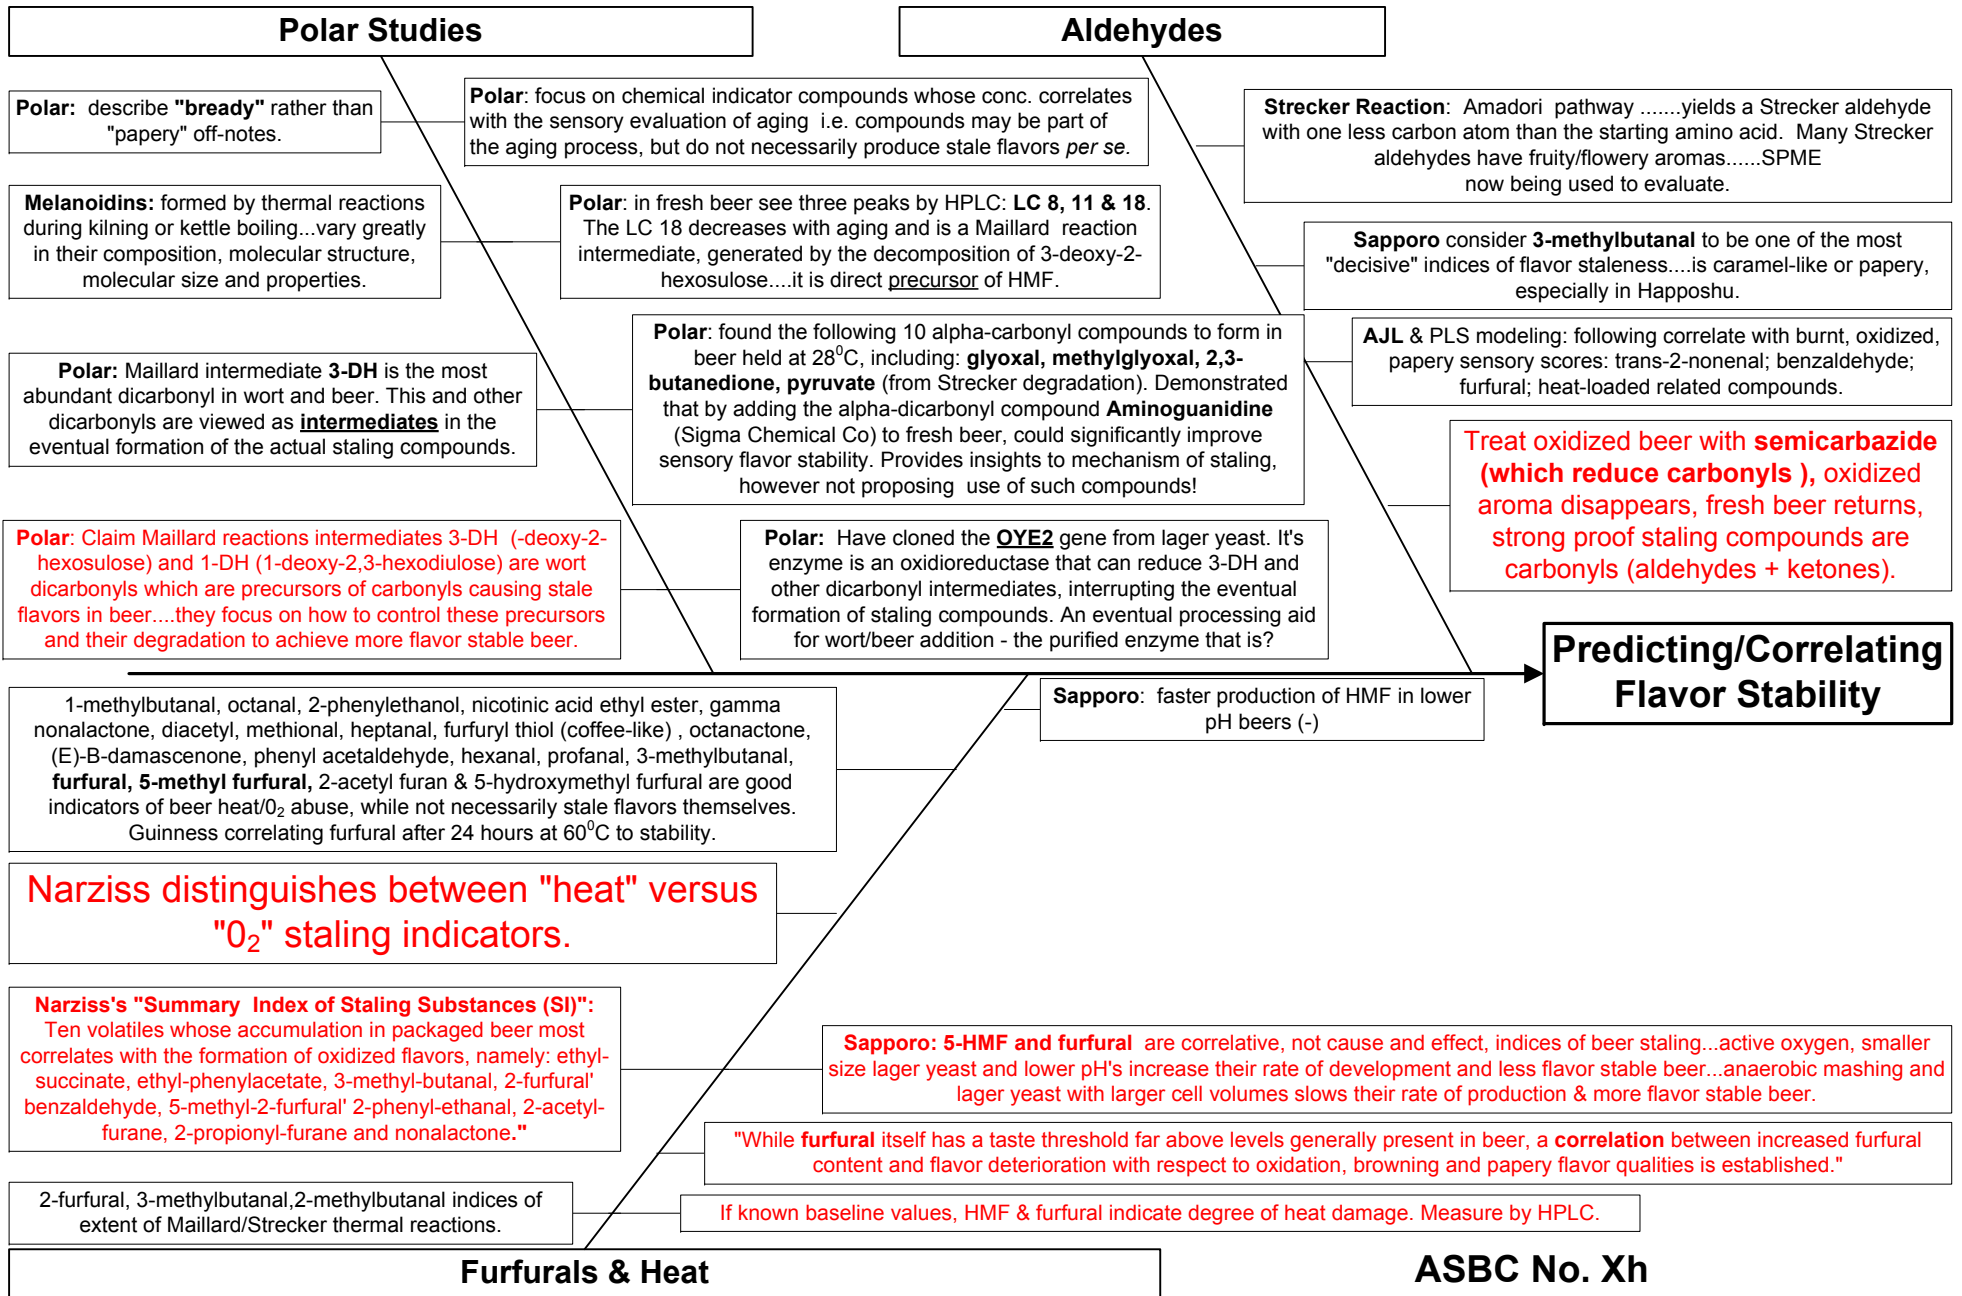 Polar Studies
Aldehydes
Polar: describe "bready" rather than
"papery" off-notes.
Polar: focus on chemical indicator compounds whose conc. correlates
with the sensory evaluation of aging i.e. compounds may be part of
the aging process, but do not necessarily produce stale flavors per se.
Strecker Reaction: Amadori pathway .......yields a Strecker aldehyde
with one less carbon atom than the starting amino acid. Many Strecker
aldehydes have fruity/flowery aromas......SPME
now being used to evaluate.
Melanoidins: formed by thermal reactions
during kilning or kettle boiling...vary greatly
in their composition, molecular structure,
molecular size and properties.
Polar: in fresh beer see three peaks by HPLC: LC 8, 11 & 18.
The LC 18 decreases with aging and is a Maillard reaction
intermediate, generated by the decomposition of 3-deoxy-2-
hexosulose....it is direct precursor of HMF.
Sapporo consider 3-methylbutanal to be one of the most
"decisive" indices of flavor staleness....is caramel-like or papery,
especially in Happoshu.
Polar: Maillard intermediate 3-DH is the most
abundant dicarbonyl in wort and beer. This and other
dicarbonyls are viewed as intermediates in the
eventual formation of the actual staling compounds.
Polar: found the following 10 alpha-carbonyl compounds to form in
beer held at 28⁰C, including: glyoxal, methylglyoxal, 2,3-
butanedione, pyruvate (from Strecker degradation). Demonstrated
that by adding the alpha-dicarbonyl compound Aminoguanidine
(Sigma Chemical Co) to fresh beer, could significantly improve
sensory flavor stability. Provides insights to mechanism of staling,
however not proposing use of such compounds!
AJL & PLS modeling: following correlate with burnt, oxidized,
papery sensory scores: trans-2-nonenal; benzaldehyde;
furfural; heat-loaded related compounds.
Treat oxidized beer with semicarbazide
(which reduce carbonyls ), oxidized
aroma disappears, fresh beer returns,
strong proof staling compounds are
carbonyls (aldehydes + ketones).
Polar: Claim Maillard reactions intermediates 3-DH (-deoxy-2-
hexosulose) and 1-DH (1-deoxy-2,3-hexodiulose) are wort
dicarbonyls which are precursors of carbonyls causing stale
flavors in beer....they focus on how to control these precursors
and their degradation to achieve more flavor stable beer.
Polar: Have cloned the OYE2 gene from lager yeast. It's
enzyme is an oxidioreductase that can reduce 3-DH and
other dicarbonyl intermediates, interrupting the eventual
formation of staling compounds. An eventual processing aid
for wort/beer addition - the purified enzyme that is?
Predicting/Correlating
Flavor Stability
1-methylbutanal, octanal, 2-phenylethanol, nicotinic acid ethyl ester, gamma
nonalactone, diacetyl, methional, heptanal, furfuryl thiol (coffee-like) , octanactone,
(E)-B-damascenone, phenyl acetaldehyde, hexanal, profanal, 3-methylbutanal,
furfural, 5-methyl furfural, 2-acetyl furan & 5-hydroxymethyl furfural are good
indicators of beer heat/0₂ abuse, while not necessarily stale flavors themselves.
Guinness correlating furfural after 24 hours at 60⁰C to stability.
Sapporo: faster production of HMF in lower
pH beers (-)
Narziss distinguishes between "heat" versus
"0₂" staling indicators.
Narziss's "Summary Index of Staling Substances (SI)":
Ten volatiles whose accumulation in packaged beer most
correlates with the formation of oxidized flavors, namely: ethyl-
succinate, ethyl-phenylacetate, 3-methyl-butanal, 2-furfural'
benzaldehyde, 5-methyl-2-furfural' 2-phenyl-ethanal, 2-acetyl-
furane, 2-propionyl-furane and nonalactone."
Sapporo: 5-HMF and furfural are correlative, not cause and effect, indices of beer staling...active oxygen, smaller
size lager yeast and lower pH's increase their rate of development and less flavor stable beer...anaerobic mashing and
lager yeast with larger cell volumes slows their rate of production & more flavor stable beer.
"While furfural itself has a taste threshold far above levels generally present in beer, a correlation between increased furfural
content and flavor deterioration with respect to oxidation, browning and papery flavor qualities is established."
2-furfural, 3-methylbutanal,2-methylbutanal indices of
extent of Maillard/Strecker thermal reactions.
If known baseline values, HMF & furfural indicate degree of heat damage. Measure by HPLC.
Furfurals & Heat
ASBC No. Xh